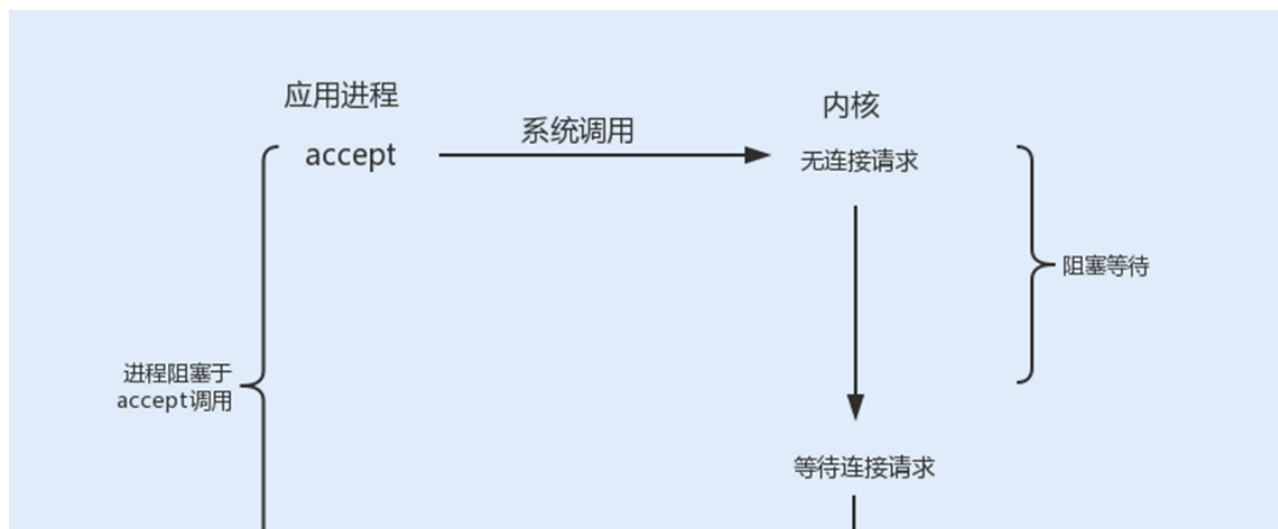 应用进程
内核
系统调用
accept
无连接请求
阻塞等待
进程阻塞于
accept调用
等待连接请求